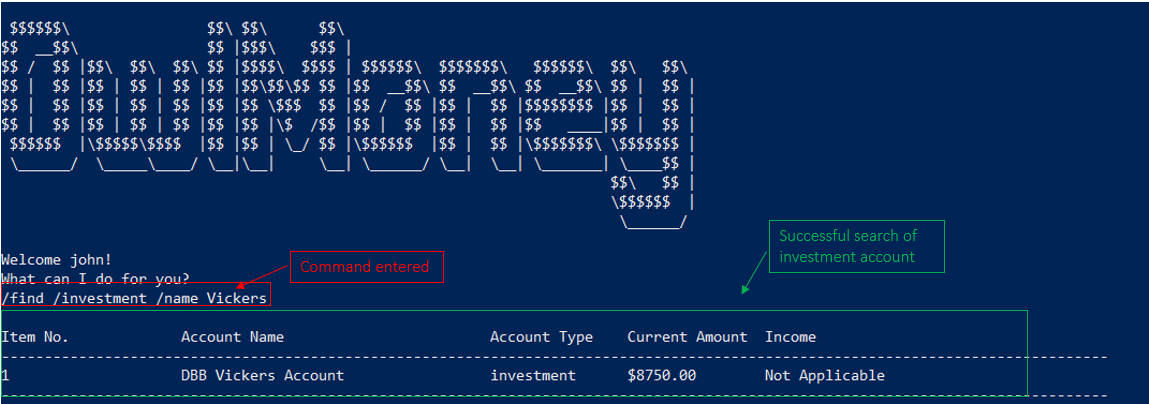 $$$$$$\                $$\ $$\      $$\
$$  __$$\               $$ |$$$\    $$$ |
$$ /  $$ |$$\  $$\  $$\ $$ |$$$$\  $$$$ | $$$$$$\  $$$$$$$\   $$$$$$\  $$\   $$\
$$ |  $$ |$$ | $$ | $$ |$$ |$$\$$\$$ $$ |$$  __$$\ $$  __$$\ $$  __$$\ $$ |  $$ |
$$ |  $$ |$$ | $$ | $$ |$$ |$$ \$$$  $$ |$$ /  $$ |$$ |  $$ |$$$$$$$$ |$$ |  $$ |
$$ |  $$ |$$ | $$ | $$ |$$ |$$ |\$  /$$ |$$ |  $$ |$$ |  $$ |$$   ____|$$ |  $$ |
 $$$$$$  |\$$$$$\$$$$  |$$ |$$ | \_/ $$ |\$$$$$$  |$$ |  $$ |\$$$$$$$\ \$$$$$$$ |
 \______/  \_____\____/ \__|\__|     \__| \______/ \__|  \__| \_______| \____$$ |
                                                                       $$\   $$ |
                                                                       \$$$$$$  |
                                                                        \______/
Welcome john!
What can I do for you?
/find /investment /name Vickers
Command entered
Successful search of
investment account
Item No. Account Name Account Type Current Amount Income
1 DBB Vickers Account investment $8750.00 Not Applicable